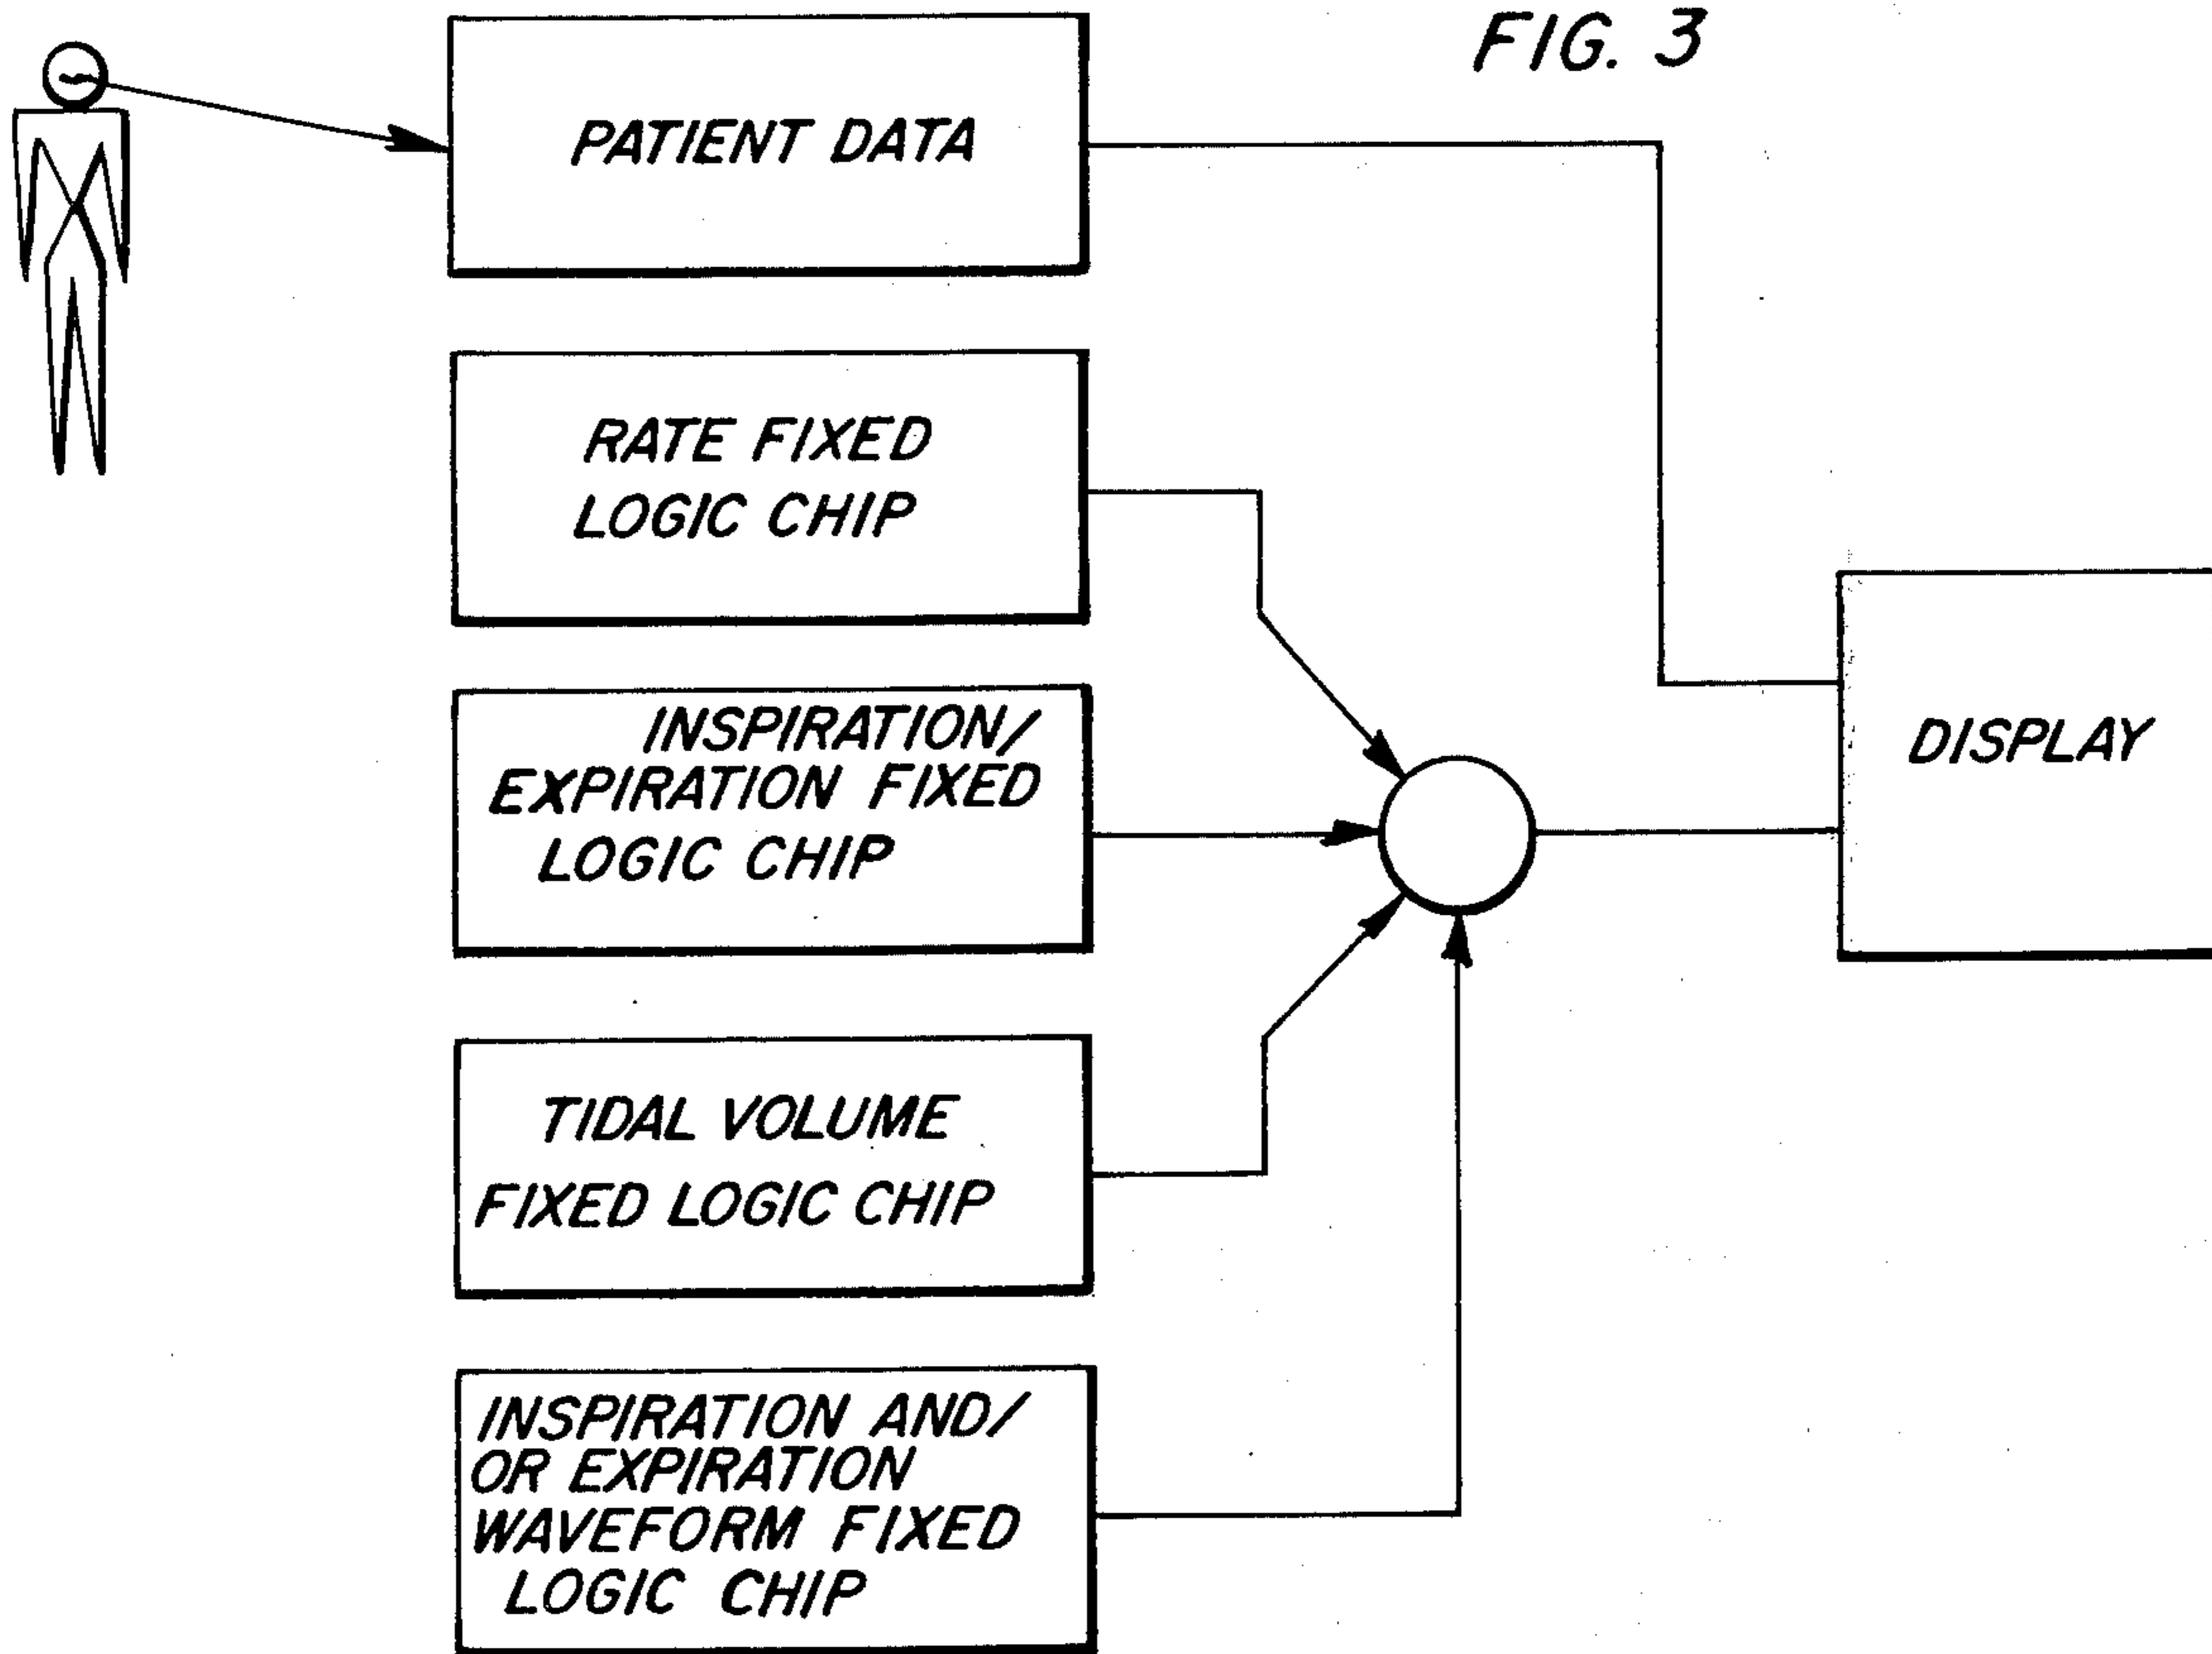 FIG. 3
PATIENT DATA
RATE FIXED
LOGIC CHIP
INSPIRATION/
EXPIRATION FIXED
LOGIC CHIP
DISPLAY
TIDAL VOLUME
FIXED LOGIC CHIP
INSPIRATION AND/
OR EXPIRATION
WAVEFORM FIXED
LOGIC CHIP